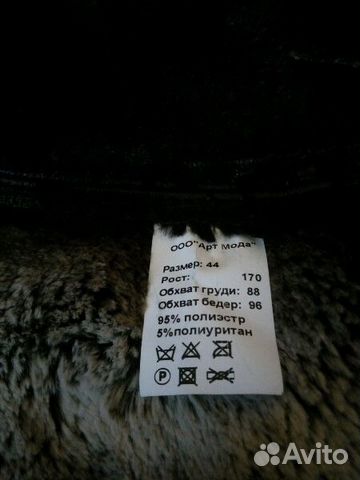 ООО"Арт Мода"
Размер: 44
Рост: 170
Обхват груди: 88
Обхват бедер: 96
95% полиэстр
5%полиуритан
P
Avito